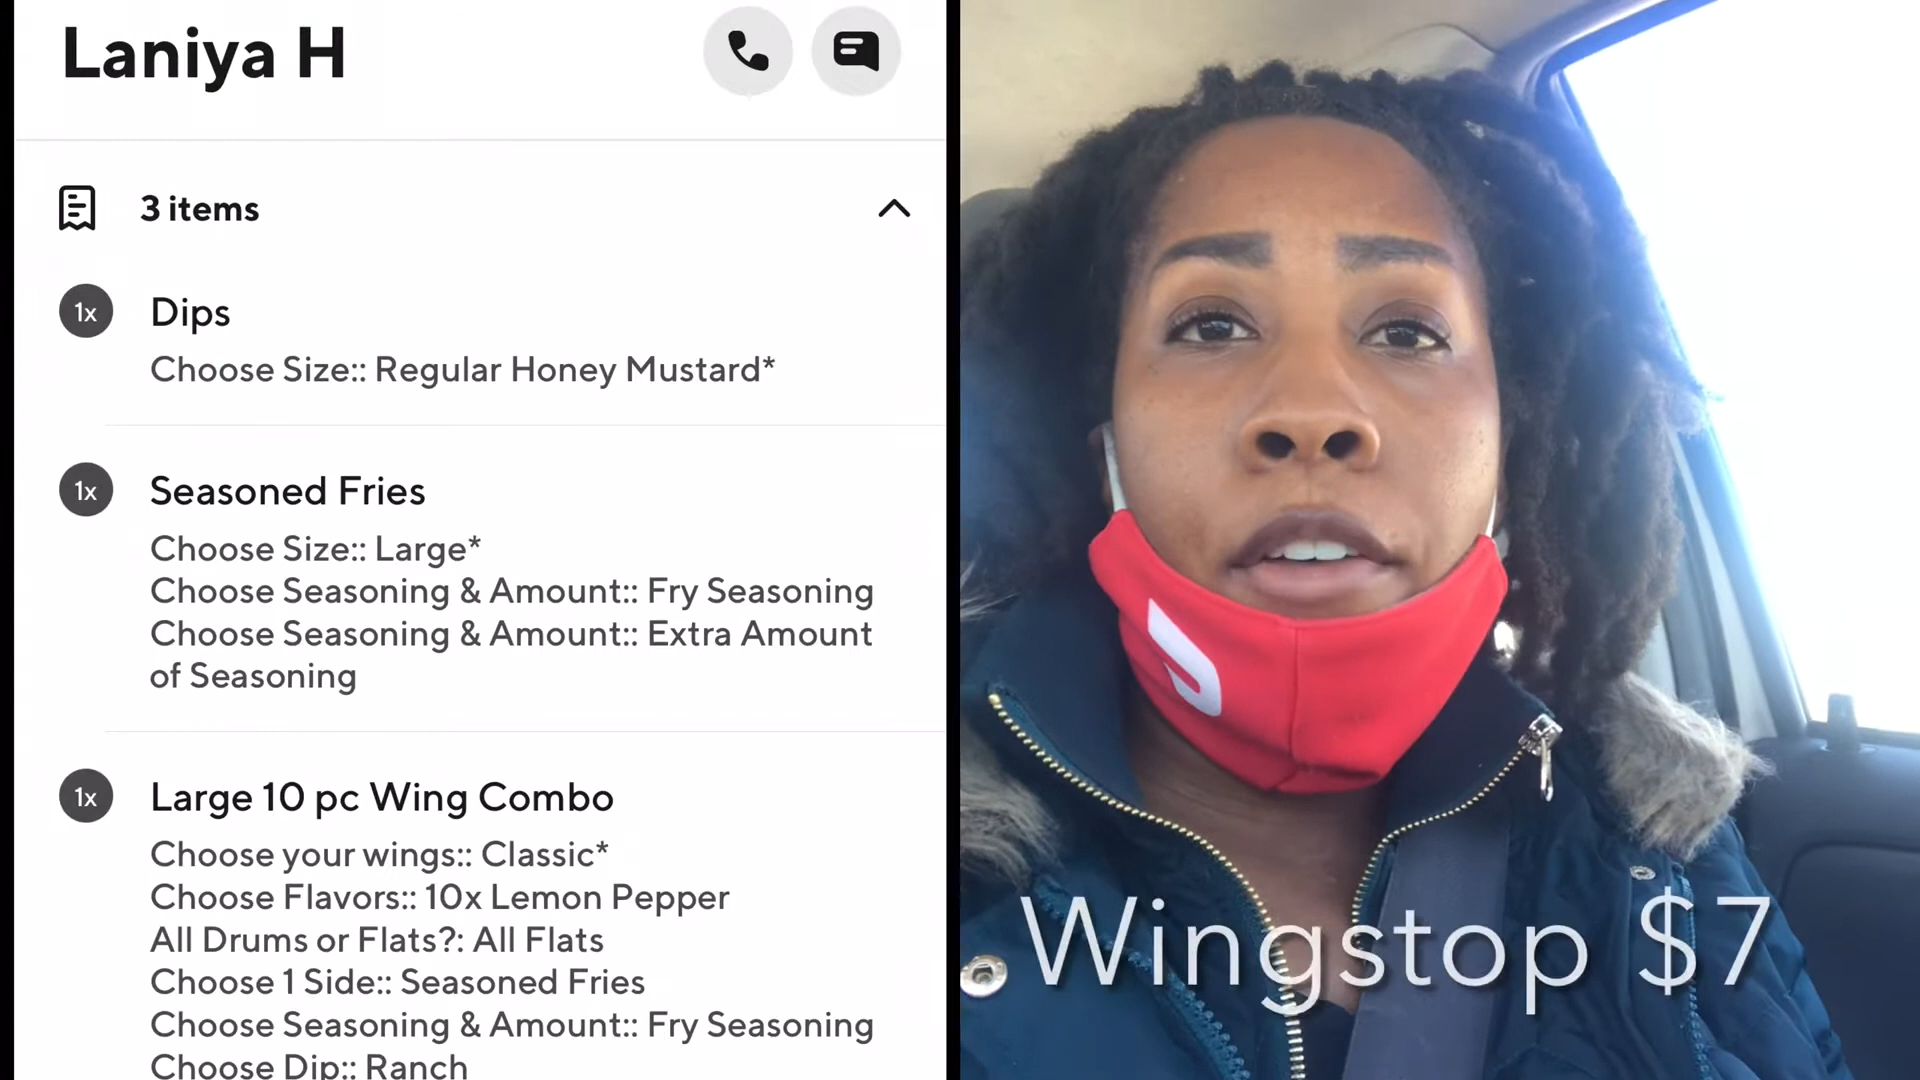 Laniya H
3 items
1x
Dips
Choose Size:: Regular Honey Mustard*
1x
Seasoned Fries
Choose Size:: Large*
Choose Seasoning & Amount:: Fry Seasoning
Choose Seasoning & Amount:: Extra Amount
of Seasoning
1x
Large 10 pc Wing Combo
Choose your wings:: Classic*
Choose Flavors:: 10x Lemon Pepper
All Drums or Flats?: All Flats
Choose 1 Side:: Seasoned Fries
Choose Seasoning & Amount:: Fry Seasoning
Choose Dip:: Ranch
Wingstop $7